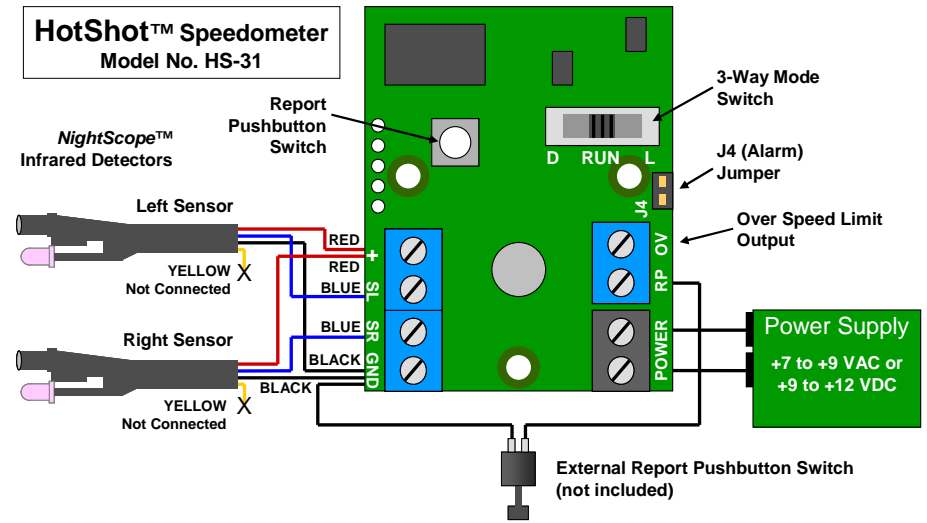 HotShot™ Speedometer
Model No. HS-31
3-Way Mode
Switch
Report
Pushbutton
Switch
NightScope™
Infrared Detectors
D RUN L
J4 (Alarm)
Jumper
J4
Left Sensor
Over Speed Limit
Output
RED
+
RED
OV
YELLOW
Not Connected
X
BLUE
SL
RP
Right Sensor
BLUE
SR
BLACK
GND
BLACK
POWER
Power Supply
+7 to +9 VAC or
+9 to +12 VDC
YELLOW
Not Connected
X
External Report Pushbutton Switch
(not included)